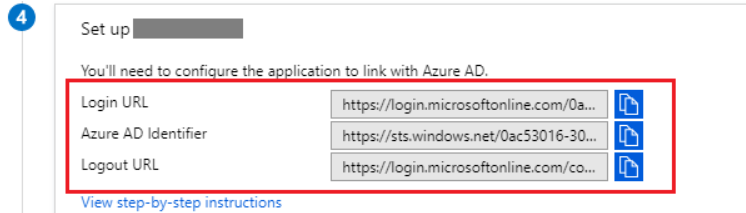 4
Set up
You'll need to configure the application to link with Azure AD.
Login URL https://login.microsoftonline.com/0a...
Azure AD Identifier https://sts.windows.net/0ac53016-30...
Logout URL https://login.microsoftonline.com/co...
View step-by-step instructions